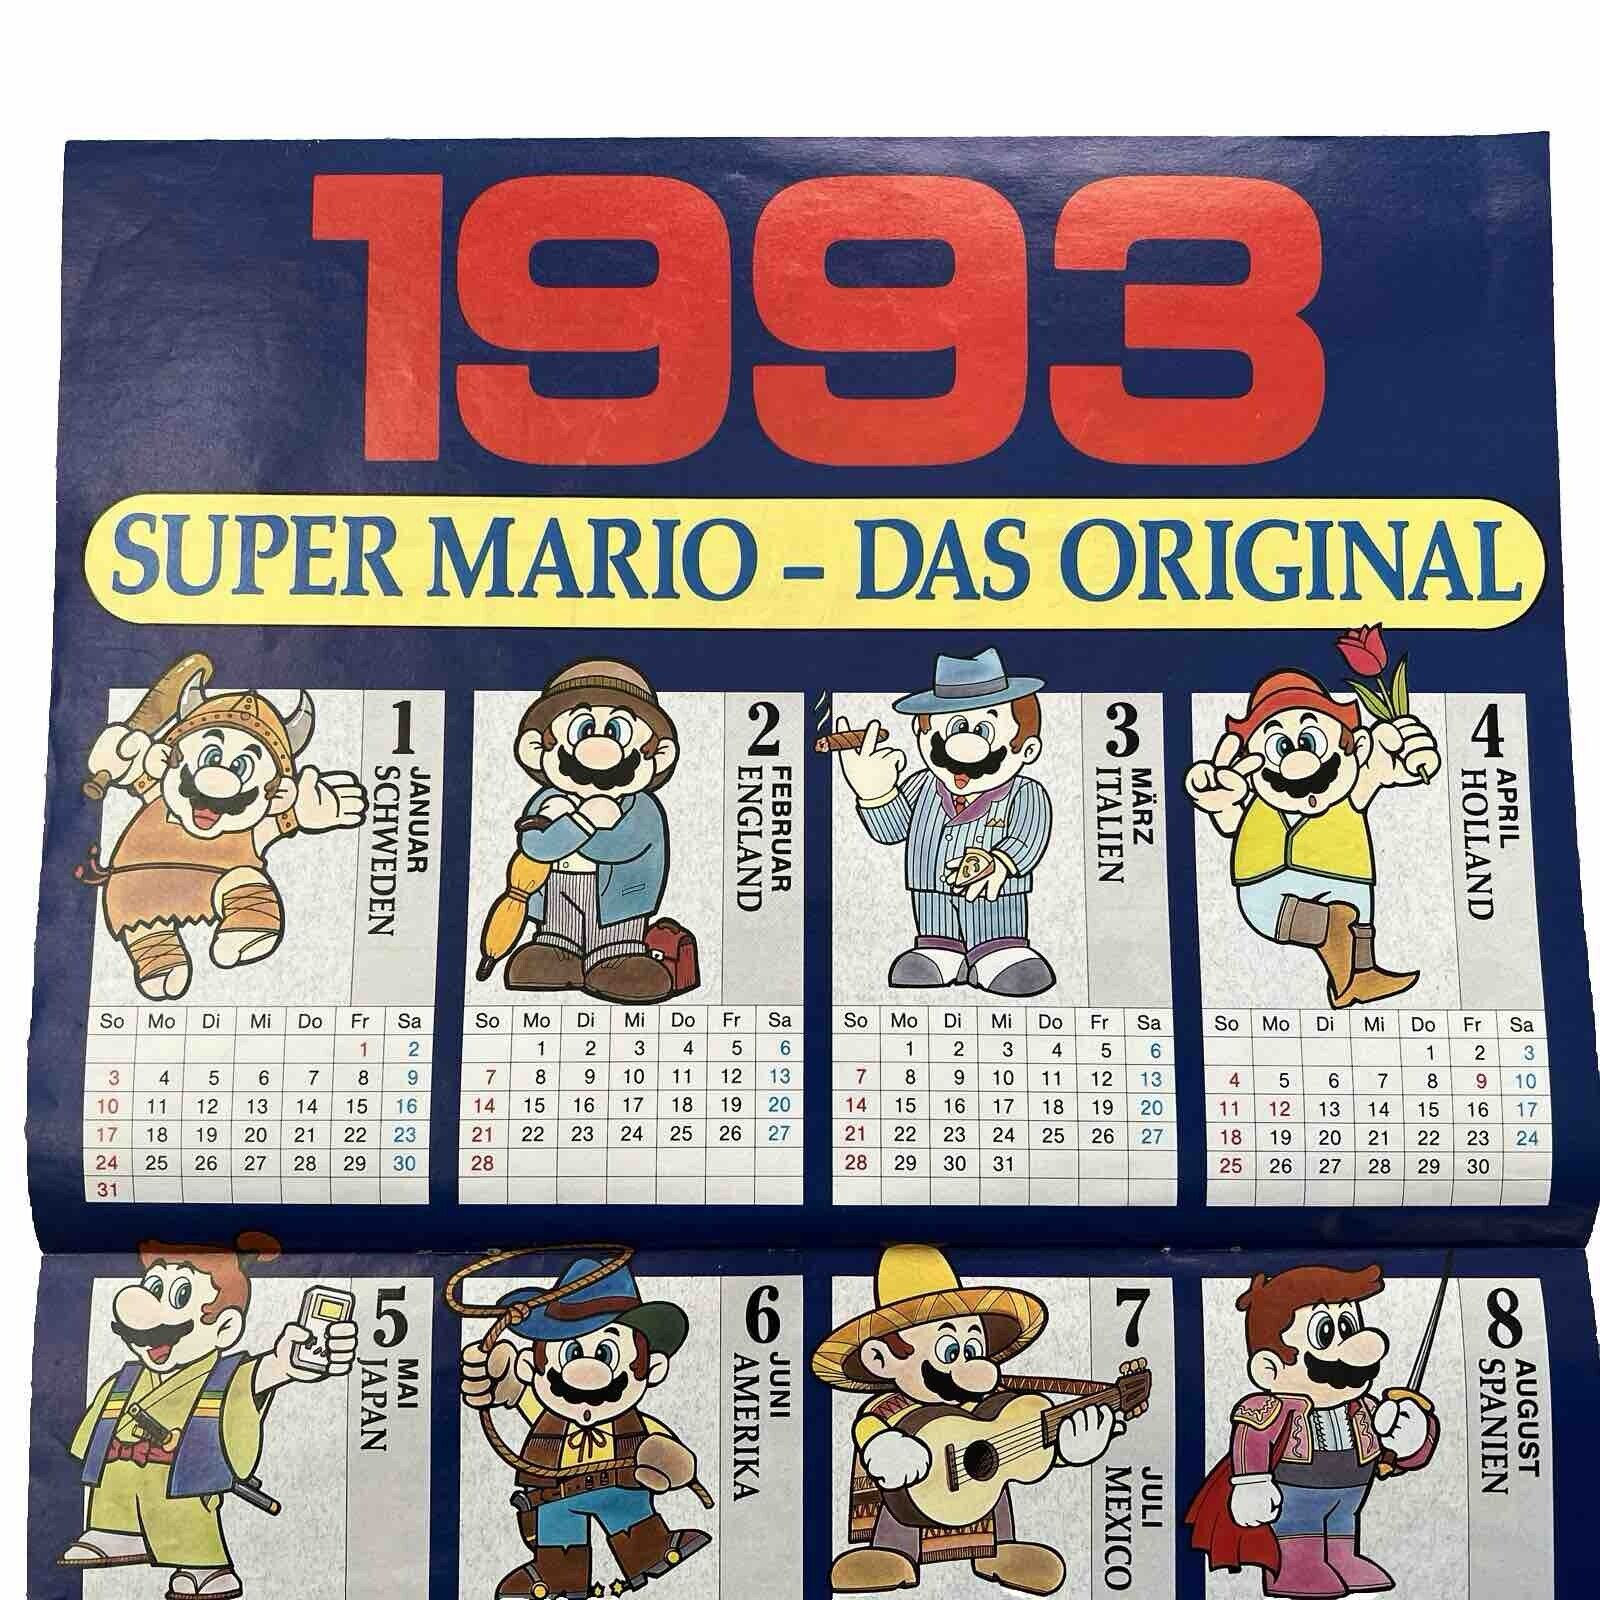 1993
SUPER MARIO – DAS ORIGINAL
1
JANUAR
SCHWEDEN
So Mo Di Mi Do Fr Sa
1 2
3 4 5 6 7 8 9
10 11 12 13 14 15 16
17 18 19 20 21 22 23
24 25 26 27 28 29 30
31
2
FEBRUAR
ENGLAND
So Mo Di Mi Do Fr Sa
1 2 3 4 5 6
7 8 9 10 11 12 13
14 15 16 17 18 19 20
21 22 23 24 25 26 27
28
3
MÄRZ
ITALIEN
So Mo Di Mi Do Fr Sa
1 2 3 4 5 6
7 8 9 10 11 12 13
14 15 16 17 18 19 20
21 22 23 24 25 26 27
28 29 30 31
4
APRIL
HOLLAND
So Mo Di Mi Do Fr Sa
1 2 3
4 5 6 7 8 9 10
11 12 13 14 15 16 17
18 19 20 21 22 23 24
25 26 27 28 29 30
5
MAI
JAPAN
6
JUNI
AMERIKA
7
JULI
MEXICO
8
AUGUST
SPANIEN